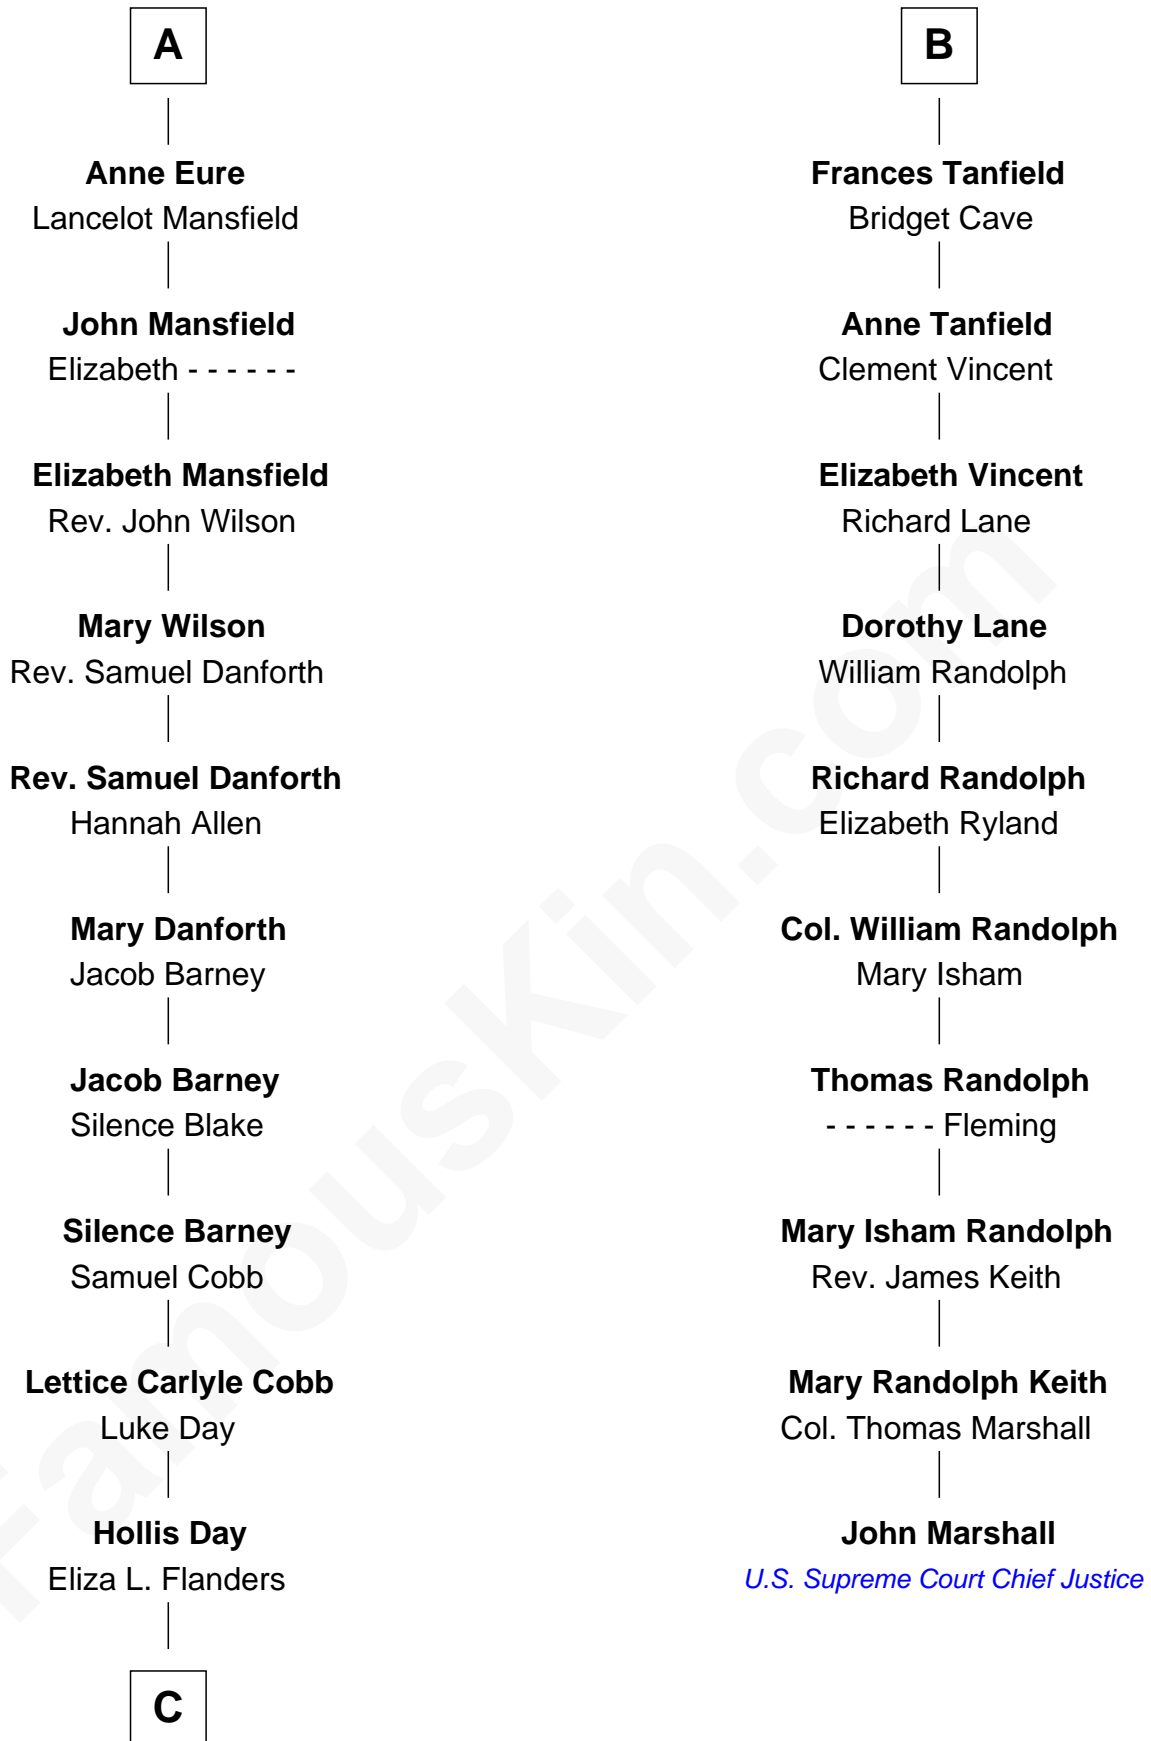 A
Anne Eure
Lancelot Mansfield
John Mansfield
Elizabeth - - - - - -
Elizabeth Mansfield
Rev. John Wilson
Mary Wilson
Rev. Samuel Danforth
Rev. Samuel Danforth
Hannah Allen
Mary Danforth
Jacob Barney
Jacob Barney
Silence Blake
Silence Barney
Samuel Cobb
Lettice Carlyle Cobb
Luke Day
Hollis Day
Eliza L. Flanders
C
B
Frances Tanfield
Bridget Cave
Anne Tanfield
Clement Vincent
Elizabeth Vincent
Richard Lane
Dorothy Lane
William Randolph
Richard Randolph
Elizabeth Ryland
Col. William Randolph
Mary Isham
Thomas Randolph
- - - - - - Fleming
Mary Isham Randolph
Rev. James Keith
Mary Randolph Keith
Col. Thomas Marshall
John Marshall
U.S. Supreme Court Chief Justice
FamousKin.com